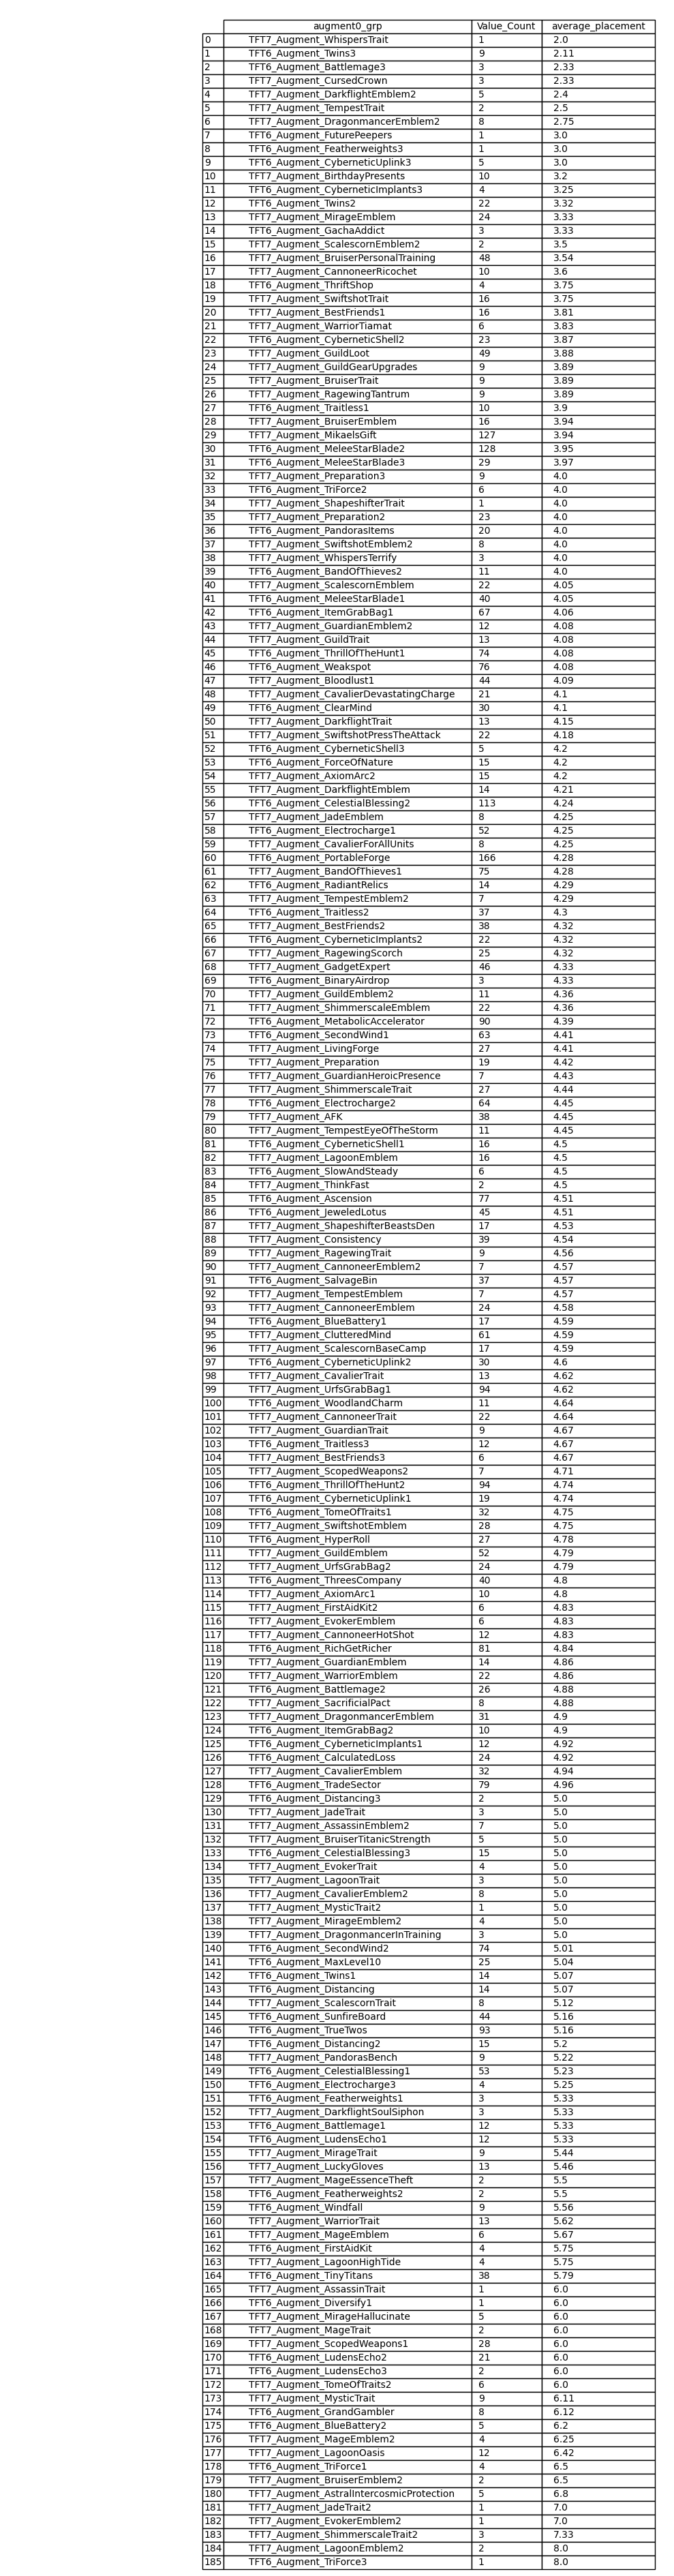 augment0_grp Value_Count average_placement
0 TFT7_Augment_WhispersTrait 1 2.0
1 TFT6_Augment_Twins3 9 2.11
2 TFT6_Augment_Battlemage3 3 2.33
3 TFT7_Augment_CursedCrown 3 2.33
4 TFT7_Augment_DarkflightEmblem2 5 2.4
5 TFT7_Augment_TempestTrait 2 2.5
6 TFT7_Augment_DragonmancerEmblem2 8 2.75
7 TFT7_Augment_FuturePeepers 1 3.0
8 TFT6_Augment_Featherweights3 1 3.0
9 TFT6_Augment_CyberneticUplink3 5 3.0
10 TFT7_Augment_BirthdayPresents 10 3.2
11 TFT6_Augment_CyberneticImplants3 4 3.25
12 TFT6_Augment_Twins2 22 3.32
13 TFT7_Augment_MirageEmblem 24 3.33
14 TFT7_Augment_GachaAddict 3 3.33
15 TFT7_Augment_ScalescornEmblem2 2 3.5
16 TFT7_Augment_BruiserPersonalTraining 48 3.54
17 TFT7_Augment_CannoneerRicochet 10 3.6
18 TFT6_Augment_ThriftShop 4 3.75
19 TFT7_Augment_SwiftshotTrait 16 3.75
20 TFT7_Augment_BestFriends1 16 3.81
21 TFT7_Augment_WarriorTiamat 6 3.83
22 TFT6_Augment_CyberneticShell2 23 3.87
23 TFT7_Augment_GuildLoot 49 3.88
24 TFT7_Augment_GuildGearUpgrades 9 3.89
25 TFT7_Augment_BruiserTrait 9 3.89
26 TFT7_Augment_RagewingTantrum 9 3.89
27 TFT6_Augment_Traitless1 10 3.9
28 TFT7_Augment_BruiserEmblem 16 3.94
29 TFT7_Augment_MikaelsGift 127 3.94
30 TFT6_Augment_MeleeStarBlade2 128 3.95
31 TFT6_Augment_MeleeStarBlade3 29 3.97
32 TFT7_Augment_Preparation3 9 4.0
33 TFT6_Augment_TriForce2 6 4.0
34 TFT7_Augment_ShapeshifterTrait 1 4.0
35 TFT7_Augment_Preparation2 23 4.0
36 TFT6_Augment_PandorasItems 20 4.0
37 TFT7_Augment_SwiftshotEmblem2 8 4.0
38 TFT7_Augment_WhispersTerrify 3 4.0
39 TFT6_Augment_BandOfThieves2 11 4.0
40 TFT7_Augment_ScalescornEmblem 22 4.05
41 TFT6_Augment_MeleeStarBlade1 40 4.05
42 TFT6_Augment_ItemGrabBag1 67 4.06
43 TFT7_Augment_GuardianEmblem2 12 4.08
44 TFT7_Augment_GuildTrait 13 4.08
45 TFT6_Augment_ThrillOfTheHunt1 74 4.08
46 TFT6_Augment_Weakspot 76 4.08
47 TFT7_Augment_Bloodlust1 44 4.09
48 TFT7_Augment_CavalierDevastatingCharge 21 4.1
49 TFT6_Augment_ClearMind 30 4.1
50 TFT7_Augment_DarkflightTrait 13 4.15
51 TFT7_Augment_SwiftshotPressTheAttack 22 4.18
52 TFT6_Augment_CyberneticShell3 5 4.2
53 TFT6_Augment_ForceOfNature 15 4.2
54 TFT7_Augment_AxiomArc2 15 4.2
55 TFT7_Augment_DarkflightEmblem 14 4.21
56 TFT6_Augment_CelestialBlessing2 113 4.24
57 TFT7_Augment_JadeEmblem 8 4.25
58 TFT6_Augment_Electrocharge1 52 4.25
59 TFT7_Augment_CavalierForAllUnits 8 4.25
60 TFT6_Augment_PortableForge 166 4.28
61 TFT7_Augment_BandOfThieves1 75 4.28
62 TFT6_Augment_RadiantRelics 14 4.29
63 TFT7_Augment_TempestEmblem2 7 4.29
64 TFT6_Augment_Traitless2 37 4.3
65 TFT7_Augment_BestFriends2 38 4.32
66 TFT6_Augment_CyberneticImplants2 22 4.32
67 TFT7_Augment_RagewingScorch 25 4.32
68 TFT7_Augment_GadgetExpert 46 4.33
69 TFT6_Augment_BinaryAirdrop 3 4.33
70 TFT7_Augment_GuildEmblem2 11 4.36
71 TFT7_Augment_ShimmerscaleEmblem 22 4.36
72 TFT6_Augment_MetabolicAccelerator 90 4.39
73 TFT6_Augment_SecondWind1 63 4.41
74 TFT7_Augment_LivingForge 27 4.41
75 TFT7_Augment_Preparation 19 4.42
76 TFT7_Augment_GuardianHeroicPresence 7 4.43
77 TFT7_Augment_ShimmerscaleTrait 27 4.44
78 TFT6_Augment_Electrocharge2 64 4.45
79 TFT7_Augment_AFK 38 4.45
80 TFT7_Augment_TempestEyeOfTheStorm 11 4.45
81 TFT6_Augment_CyberneticShell1 16 4.5
82 TFT7_Augment_LagoonEmblem 16 4.5
83 TFT6_Augment_SlowAndSteady 6 4.5
84 TFT7_Augment_ThinkFast 2 4.5
85 TFT6_Augment_Ascension 77 4.51
86 TFT6_Augment_JeweledLotus 45 4.51
87 TFT7_Augment_ShapeshifterBeastsDen 17 4.53
88 TFT7_Augment_Consistency 39 4.54
89 TFT7_Augment_RagewingTrait 9 4.56
90 TFT7_Augment_CannoneerEmblem2 7 4.57
91 TFT6_Augment_SalvageBin 37 4.57
92 TFT7_Augment_TempestEmblem 7 4.57
93 TFT7_Augment_CannoneerEmblem 24 4.58
94 TFT6_Augment_BlueBattery1 17 4.59
95 TFT7_Augment_ClutteredMind 61 4.59
96 TFT7_Augment_ScalescornBaseCamp 17 4.59
97 TFT6_Augment_CyberneticUplink2 30 4.6
98 TFT7_Augment_CavalierTrait 13 4.62
99 TFT7_Augment_UrfsGrabBag1 94 4.62
100 TFT6_Augment_WoodlandCharm 11 4.64
101 TFT7_Augment_CannoneerTrait 22 4.64
102 TFT7_Augment_GuardianTrait 9 4.67
103 TFT6_Augment_Traitless3 12 4.67
104 TFT7_Augment_BestFriends3 6 4.67
105 TFT7_Augment_ScopedWeapons2 7 4.71
106 TFT6_Augment_ThrillOfTheHunt2 94 4.74
107 TFT6_Augment_CyberneticUplink1 19 4.74
108 TFT6_Augment_TomeOfTraits1 32 4.75
109 TFT7_Augment_SwiftshotEmblem 28 4.75
110 TFT6_Augment_HyperRoll 27 4.78
111 TFT7_Augment_GuildEmblem 52 4.79
112 TFT7_Augment_UrfsGrabBag2 24 4.79
113 TFT6_Augment_ThreesCompany 40 4.8
114 TFT7_Augment_AxiomArc1 10 4.8
115 TFT7_Augment_FirstAidKit2 6 4.83
116 TFT7_Augment_EvokerEmblem 6 4.83
117 TFT7_Augment_CannoneerHotShot 12 4.83
118 TFT6_Augment_RichGetRicher 81 4.84
119 TFT7_Augment_GuardianEmblem 14 4.86
120 TFT7_Augment_WarriorEmblem 22 4.86
121 TFT6_Augment_Battlemage2 26 4.88
122 TFT7_Augment_SacrificialPact 8 4.88
123 TFT7_Augment_DragonmancerEmblem 31 4.9
124 TFT6_Augment_ItemGrabBag2 10 4.9
125 TFT6_Augment_CyberneticImplants1 12 4.92
126 TFT6_Augment_CalculatedLoss 24 4.92
127 TFT7_Augment_CavalierEmblem 32 4.94
128 TFT6_Augment_TradeSector 79 4.96
129 TFT6_Augment_Distancing3 2 5.0
130 TFT7_Augment_JadeTrait 3 5.0
131 TFT7_Augment_AssassinEmblem2 7 5.0
132 TFT7_Augment_BruiserTitanicStrength 5 5.0
133 TFT6_Augment_CelestialBlessing3 15 5.0
134 TFT7_Augment_EvokerTrait 4 5.0
135 TFT7_Augment_LagoonTrait 3 5.0
136 TFT7_Augment_CavalierEmblem2 8 5.0
137 TFT7_Augment_MysticTrait2 1 5.0
138 TFT7_Augment_MirageEmblem2 4 5.0
139 TFT7_Augment_DragonmancerInTraining 3 5.0
140 TFT6_Augment_SecondWind2 74 5.01
141 TFT7_Augment_MaxLevel10 25 5.04
142 TFT6_Augment_Twins1 14 5.07
143 TFT6_Augment_Distancing 14 5.07
144 TFT7_Augment_ScalescornTrait 8 5.12
145 TFT6_Augment_SunfireBoard 44 5.16
146 TFT6_Augment_TrueTwos 93 5.16
147 TFT6_Augment_Distancing2 15 5.2
148 TFT7_Augment_PandorasBench 9 5.22
149 TFT6_Augment_CelestialBlessing1 53 5.23
150 TFT6_Augment_Electrocharge3 4 5.25
151 TFT6_Augment_Featherweights1 3 5.33
152 TFT7_Augment_DarkflightSoulSiphon 3 5.33
153 TFT6_Augment_Battlemage1 12 5.33
154 TFT6_Augment_LudensEcho1 12 5.33
155 TFT7_Augment_MirageTrait 9 5.44
156 TFT7_Augment_LuckyGloves 13 5.46
157 TFT7_Augment_MageEssenceTheft 2 5.5
158 TFT6_Augment_Featherweights2 2 5.5
159 TFT6_Augment_Windfall 9 5.56
160 TFT7_Augment_WarriorTrait 13 5.62
161 TFT7_Augment_MageEmblem 6 5.67
162 TFT6_Augment_FirstAidKit 4 5.75
163 TFT7_Augment_LagoonHighTide 4 5.75
164 TFT6_Augment_TinyTitans 38 5.79
165 TFT7_Augment_AssassinTrait 1 6.0
166 TFT6_Augment_Diversify1 1 6.0
167 TFT7_Augment_MirageHallucinate 5 6.0
168 TFT7_Augment_MageTrait 2 6.0
169 TFT7_Augment_ScopedWeapons1 28 6.0
170 TFT6_Augment_LudensEcho2 21 6.0
171 TFT6_Augment_LudensEcho3 2 6.0
172 TFT7_Augment_TomeOfTraits2 6 6.0
173 TFT7_Augment_MysticTrait 9 6.11
174 TFT6_Augment_GrandGambler 8 6.12
175 TFT6_Augment_BlueBattery2 5 6.2
176 TFT7_Augment_MageEmblem2 4 6.25
177 TFT7_Augment_LagoonOasis 12 6.42
178 TFT6_Augment_TriForce1 4 6.5
179 TFT7_Augment_BruiserEmblem2 2 6.5
180 TFT7_Augment_AstralIntercosmicProtection 5 6.8
181 TFT7_Augment_JadeTrait2 1 7.0
182 TFT7_Augment_EvokerEmblem2 1 7.0
183 TFT7_Augment_ShimmerscaleTrait2 3 7.33
184 TFT7_Augment_LagoonEmblem2 2 8.0
185 TFT6_Augment_TriForce3 1 8.0